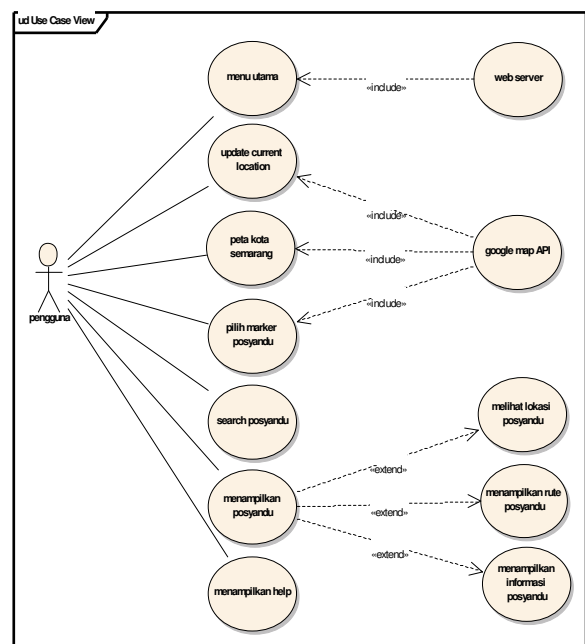 ud Use Case View
menu utama
«include»
web server
update current
location
«include»
peta kota
semarang
«include»
google map API
pengguna
pilih marker
posyandu
«include»
search posyandu
melihat lokasi
posyandu
«extend»
menampilkan
posyandu
«extend»
menampilkan rute
posyandu
«extend»
menampilkan help
menampilkan
informasi
posyandu